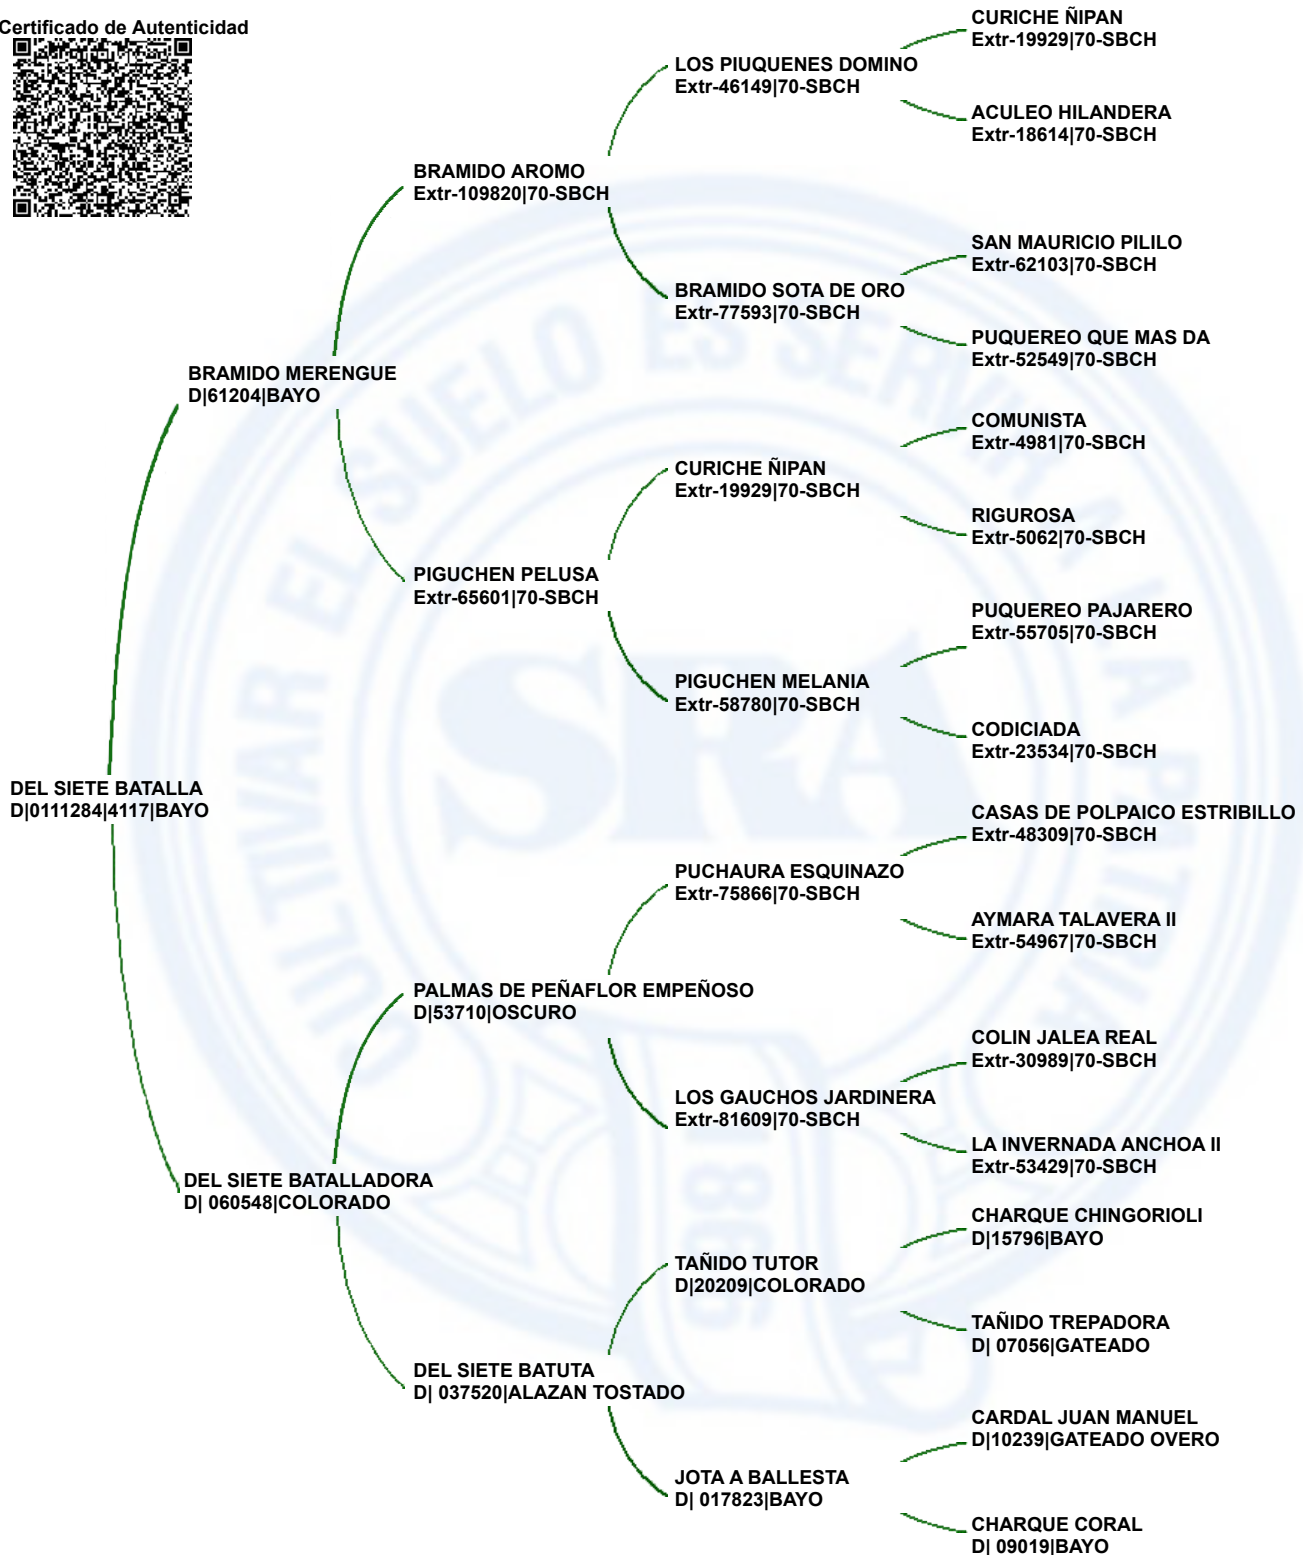 Certificado de Autenticidad
CURICHE ÑIPAN
Extr-19929|70-SBCH
LOS PIUQUENES DOMINO
Extr-46149|70-SBCH
ACULEO HILANDERA
Extr-18614|70-SBCH
BRAMIDO AROMO
Extr-109820|70-SBCH
SAN MAURICIO PILILO
Extr-62103|70-SBCH
BRAMIDO SOTA DE ORO
Extr-77593|70-SBCH
PUQUEREO QUE MAS DA
Extr-52549|70-SBCH
BRAMIDO MERENGUE
D|61204|BAYO
COMUNISTA
Extr-4981|70-SBCH
CURICHE ÑIPAN
Extr-19929|70-SBCH
RIGUROSA
Extr-5062|70-SBCH
PIGUCHEN PELUSA
Extr-65601|70-SBCH
PUQUEREO PAJARERO
Extr-55705|70-SBCH
PIGUCHEN MELANIA
Extr-58780|70-SBCH
CODICIADA
Extr-23534|70-SBCH
DEL SIETE BATALLA
D|0111284|4117|BAYO
CASAS DE POLPAICO ESTRIBILLO
Extr-48309|70-SBCH
PUCHAURA ESQUINAZO
Extr-75866|70-SBCH
AYMARA TALAVERA II
Extr-54967|70-SBCH
PALMAS DE PEÑAFLOR EMPEÑOSO
D|53710|OSCURO
COLIN JALEA REAL
Extr-30989|70-SBCH
LOS GAUCHOS JARDINERA
Extr-81609|70-SBCH
LA INVERNADA ANCHOA II
Extr-53429|70-SBCH
DEL SIETE BATALLADORA
D| 060548|COLORADO
CHARQUE CHINGORIOLI
D|15796|BAYO
TAÑIDO TUTOR
D|20209|COLORADO
TAÑIDO TREPADORA
D| 07056|GATEADO
DEL SIETE BATUTA
D| 037520|ALAZAN TOSTADO
CARDAL JUAN MANUEL
D|10239|GATEADO OVERO
JOTA A BALLESTA
D| 017823|BAYO
CHARQUE CORAL
D| 09019|BAYO
CULTIVAR EL SUELO ES SERVIR A LA PATRIA
SRA
1866